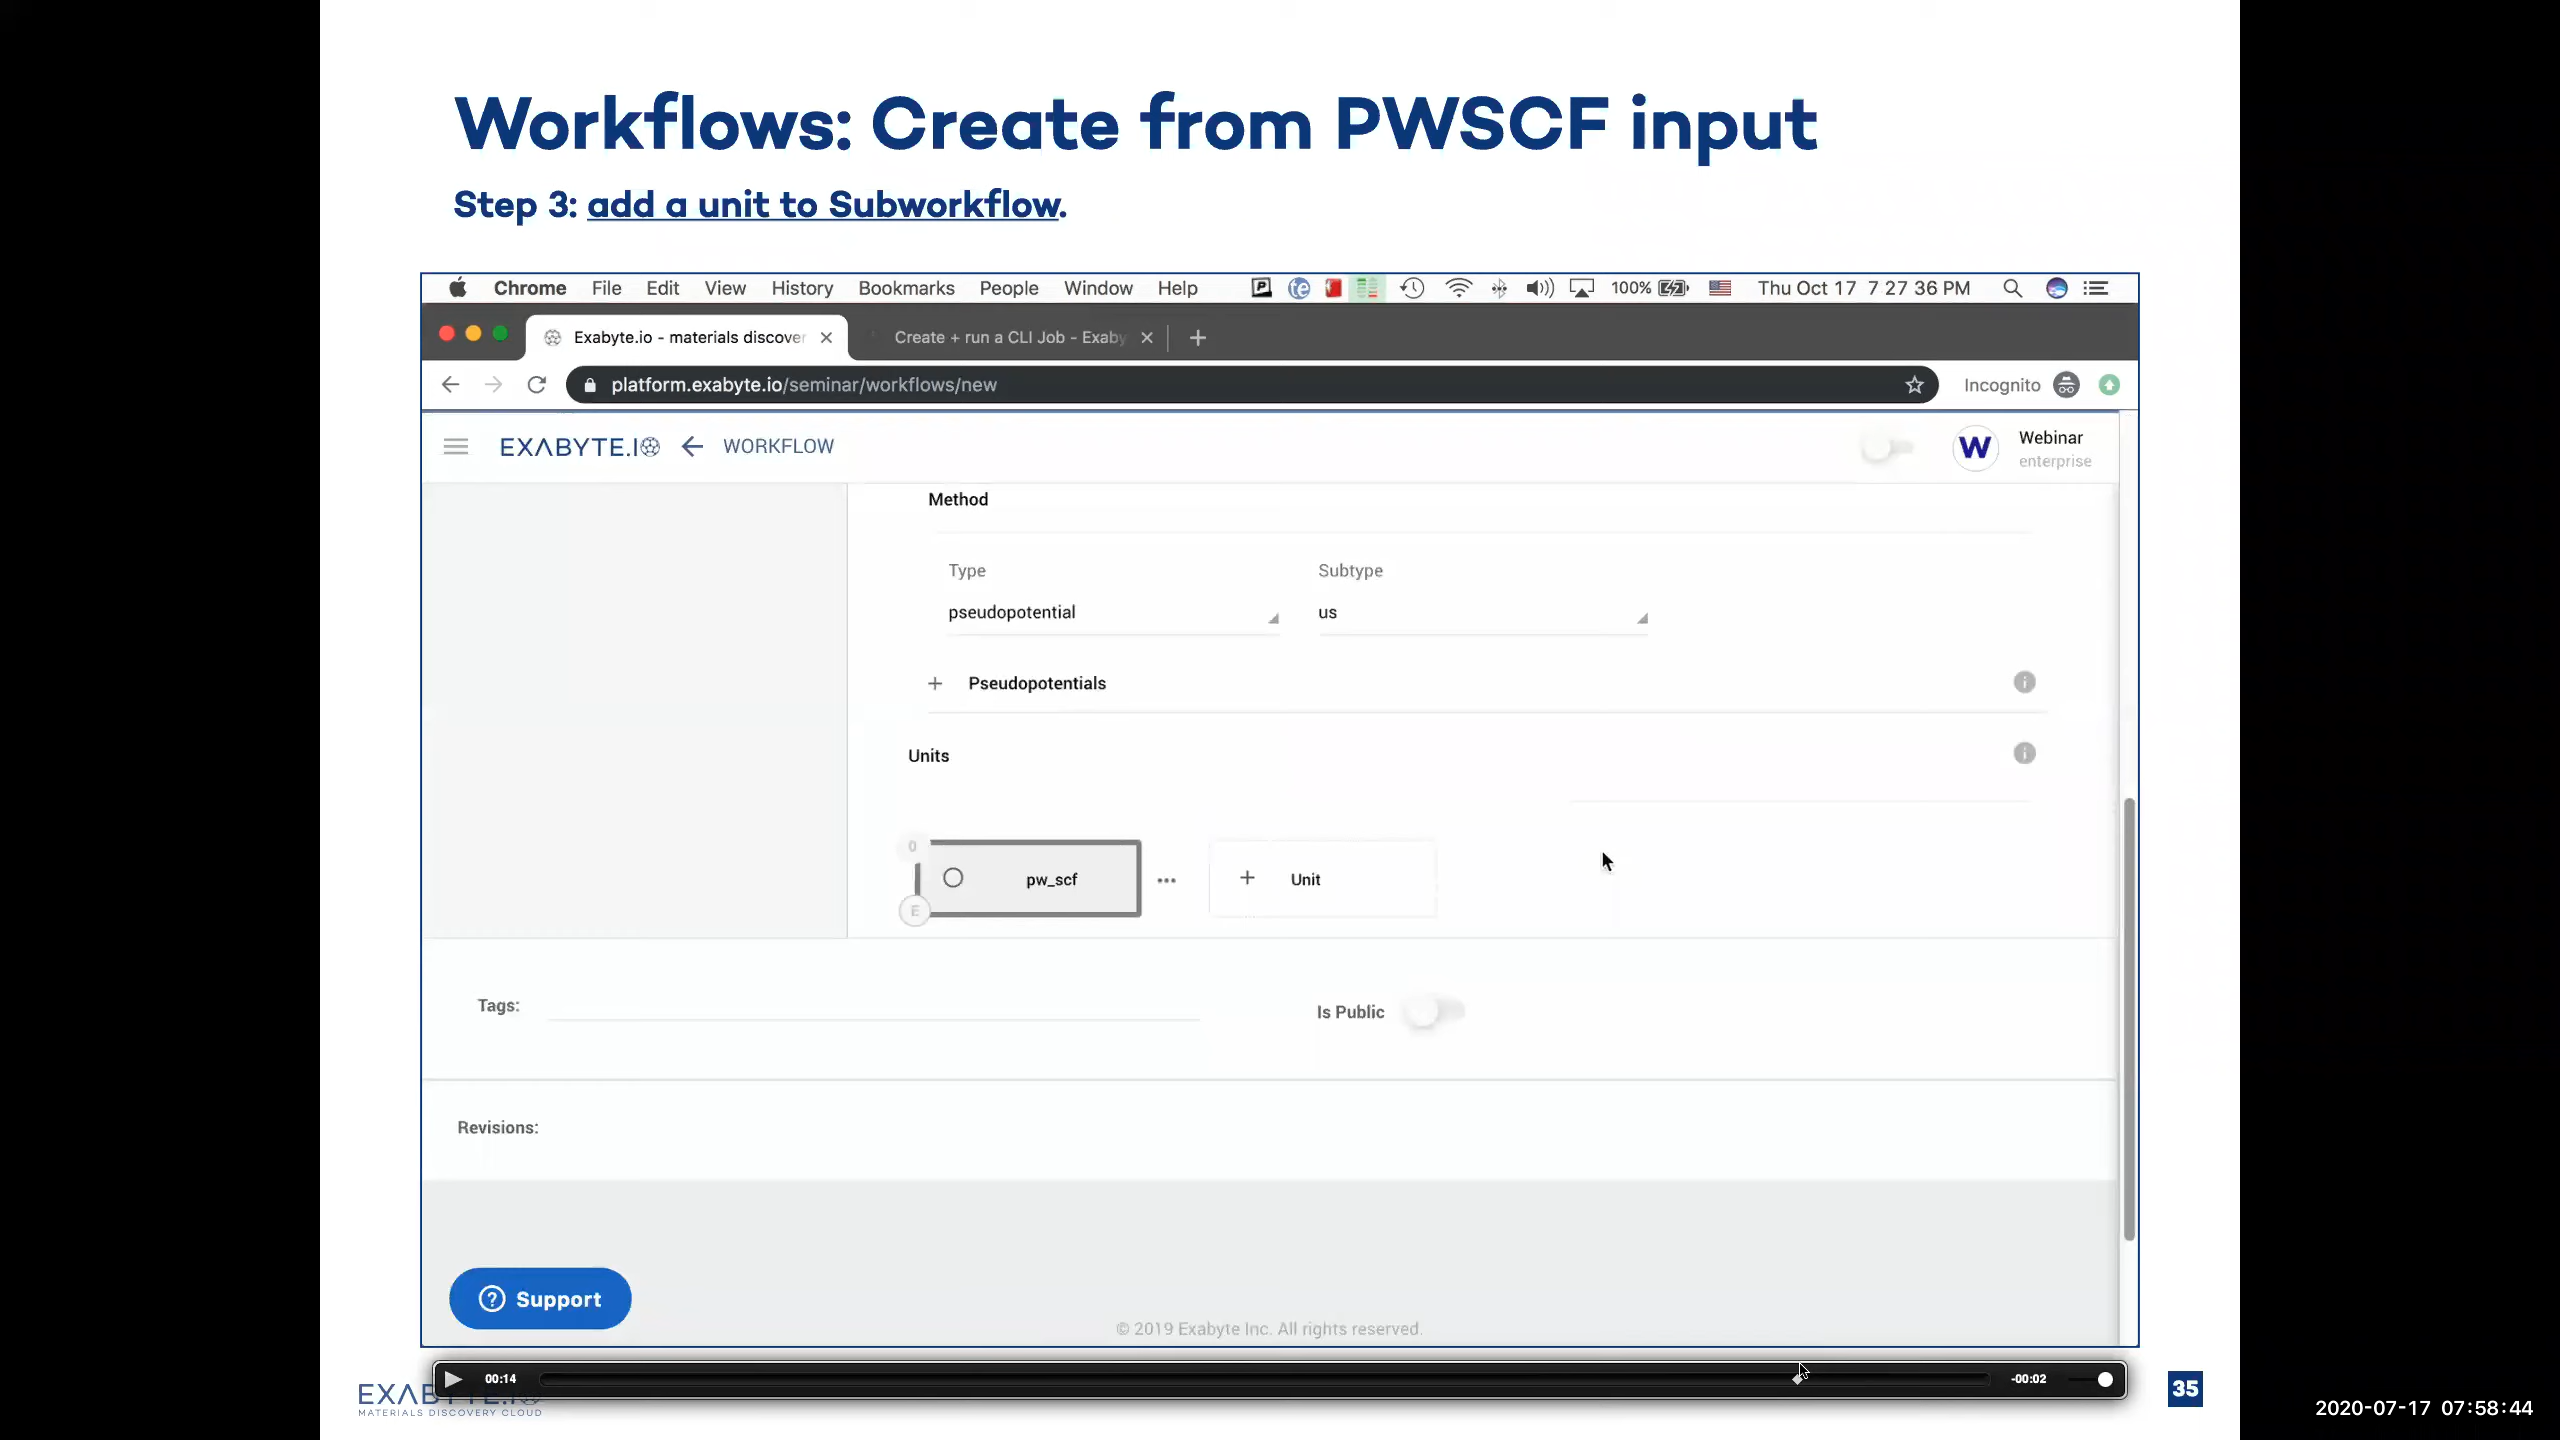 Workflows: Create from PWSCF input
Step 3: add a unit to Subworkflow.
Chrome File Edit View History Bookmarks People Window Help 100% Thu Oct 17 7 27 36 PM
Exabyte.io - materials discover
Create + run a CLI Job - Exaby
platform.exabyte.io/seminar/workflows/new
Incognito
EXABYTE.IO
WORKFLOW
W
Webinar
enterprise
Method
Type
Subtype
pseudopotential
us
Pseudopotentials
Units
0
pw_scf
E
Unit
Tags:
Is Public
Revisions:
Support
© 2019 Exabyte Inc. All rights reserved.
00:14
-00:02
MATERIALS DISCOVERY CLOUD
35
2020-07-17 07:58:44